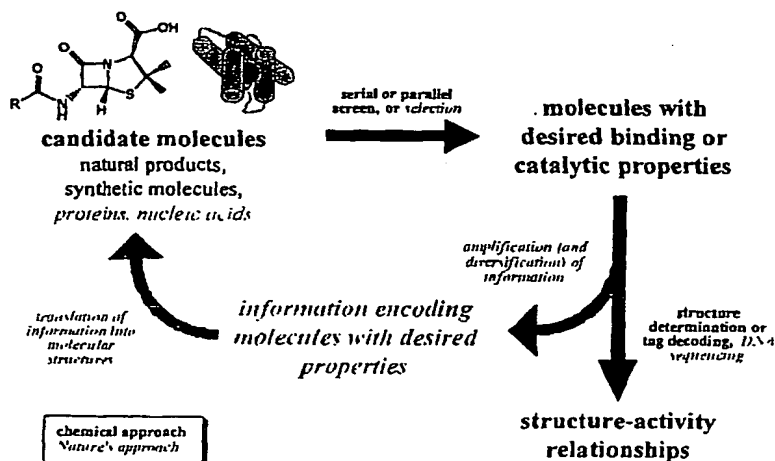 O
OH
O
N
R
N
H
H
S
candidate molecules
natural products,
synthetic molecules,
proteins, nucleic acids
serial or parallel
screen, or selection
molecules with
desired binding or
catalytic properties
amplification (and
diversification) of
information
structure
determination or
tag decoding, DNA
sequencing
structure-activity
relationships
information encoding
molecules with desired
properties
translation of
information into
molecular
structures
chemical approach
Nature's approach